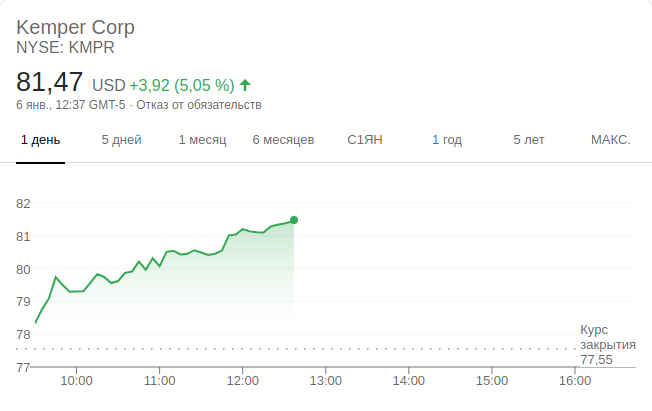 Kemper Corp
NYSE: KMPR
81,47 USD +3,92 (5,05 %)
6 янв., 12:37 GMT-5 · Отказ от обязательств
1 день 5 дней 1 месяц 6 месяцев С1ЯН 1 год 5 лет МАКС.
82
81
80
79
78
77
Курс
закрытия
77,55
10:00 11:00 12:00 13:00 14:00 15:00 16:00